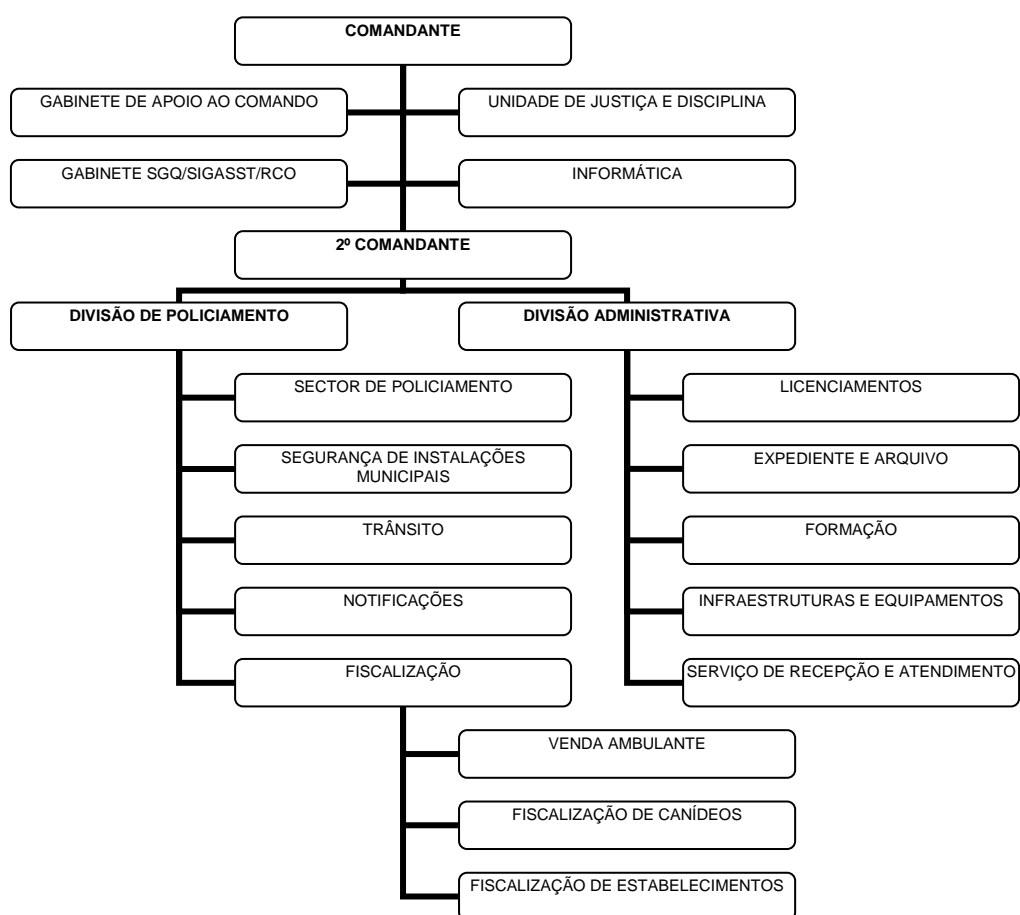 COMANDANTE
GABINETE DE APOIO AO COMANDO
UNIDADE DE JUSTIÇA E DISCIPLINA
GABINETE SGQ/SIGASST/RCO
INFORMÁTICA
2º COMANDANTE
DIVISÃO DE POLICIAMENTO
DIVISÃO ADMINISTRATIVA
SECTOR DE POLICIAMENTO
SEGURANÇA DE INSTALAÇÕES
MUNICIPAIS
TRÂNSITO
NOTIFICAÇÕES
FISCALIZAÇÃO
VENDA AMBULANTE
FISCALIZAÇÃO DE CANÍDEOS
FISCALIZAÇÃO DE ESTABELECIMENTOS
LICENCIAMENTOS
EXPEDIENTE E ARQUIVO
FORMAÇÃO
INFRAESTRUTURAS E EQUIPAMENTOS
SERVIÇO DE RECEPÇÃO E ATENDIMENTO